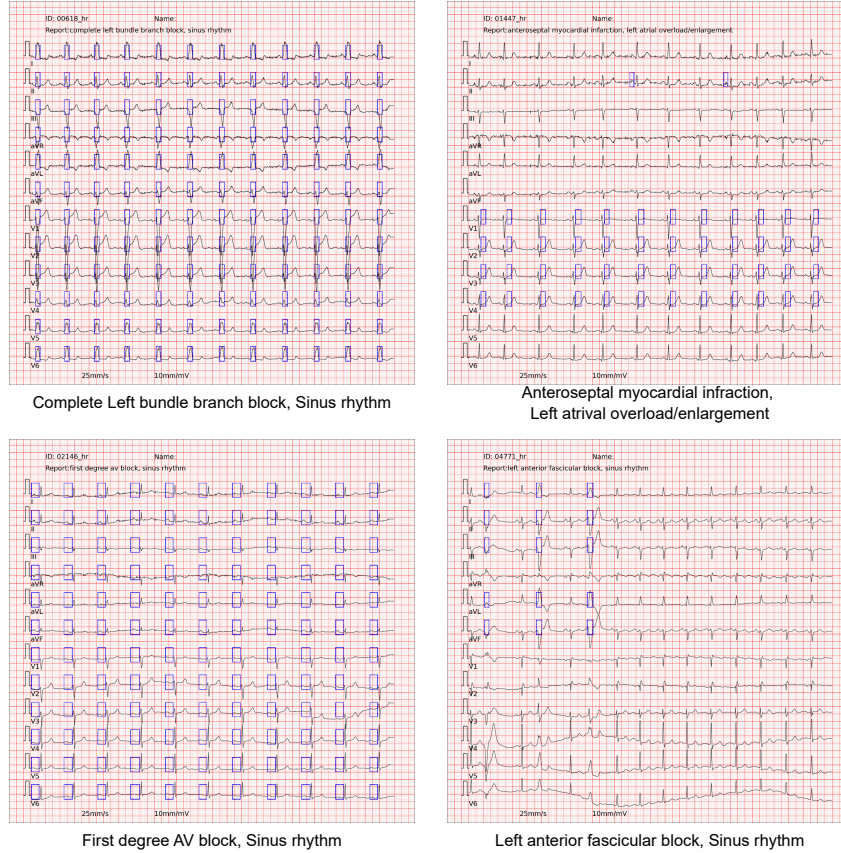 ID: 00618_hr Name:
Report:complete left bundle branch block, sinus rhythm
I
II
III
aVR
aVL
aVF
V1
V2
V3
V4
V5
V6
25mm/s 10mm/mV
Complete Left bundle branch block, Sinus rhythm
ID: 01447_hr Name:
Report:anteroseptal myocardial infarction, left atrial overload/enlargement
I
II
III
aVR
aVL
aVF
V1
V2
V3
V4
V5
V6
25mm/s 10mm/mV
Anteroseptal myocardial infraction,
Left atrival overload/enlargement
ID: 02146_hr Name:
Report:first degree av block, sinus rhythm
I
II
III
aVR
aVL
aVF
V1
V2
V3
V4
V5
V6
25mm/s 10mm/mV
First degree AV block, Sinus rhythm
ID: 04771_hr Name:
Report:left anterior fascicular block, sinus rhythm
I
II
III
aVR
aVL
aVF
V1
V2
V3
V4
V5
V6
25mm/s 10mm/mV
Left anterior fascicular block, Sinus rhythm